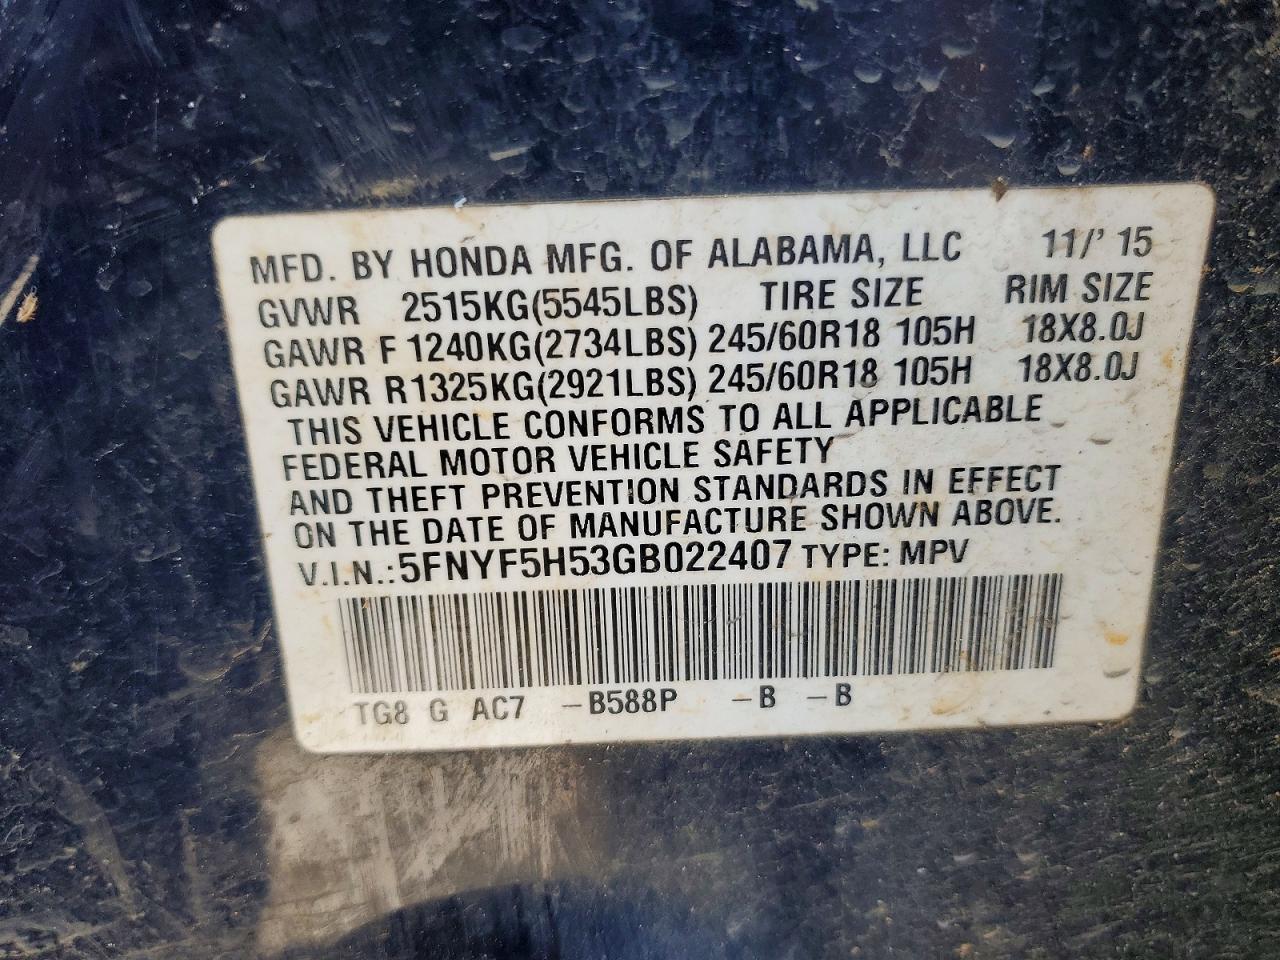 MFD. BY HONDA MFG. OF ALABAMA, LLC 11/' 15
GVWR 2515KG(5545LBS) TIRE SIZE RIM SIZE
GAWR F 1240KG(2734LBS) 245/60R18 105H 18X8.0J
GAWR R1325KG(2921LBS) 245/60R18 105H 18X8.0J
THIS VEHICLE CONFORMS TO ALL APPLICABLE
FEDERAL MOTOR VEHICLE SAFETY
AND THEFT PREVENTION STANDARDS IN EFFECT
ON THE DATE OF MANUFACTURE SHOWN ABOVE.
V.I.N.:5FNYF5H53GB022407 TYPE: MPV
TG8 G AC7 -B588P -B -B